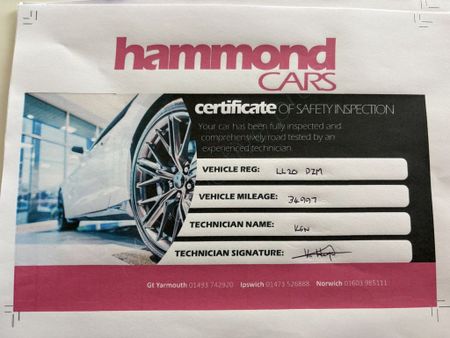 hammond
CARS
certificate OF SAFETY INSPECTION
Your car has been fully inspected and
comprehensively road tested by an
experienced technician.
VEHICLE REG: LL20 DZM
VEHICLE MILEAGE: 34997
TECHNICIAN NAME: KEN
TECHNICIAN SIGNATURE:
Gt Yarmouth 01493 742920 Ipswich 01473 526888 Norwich 01603 985111